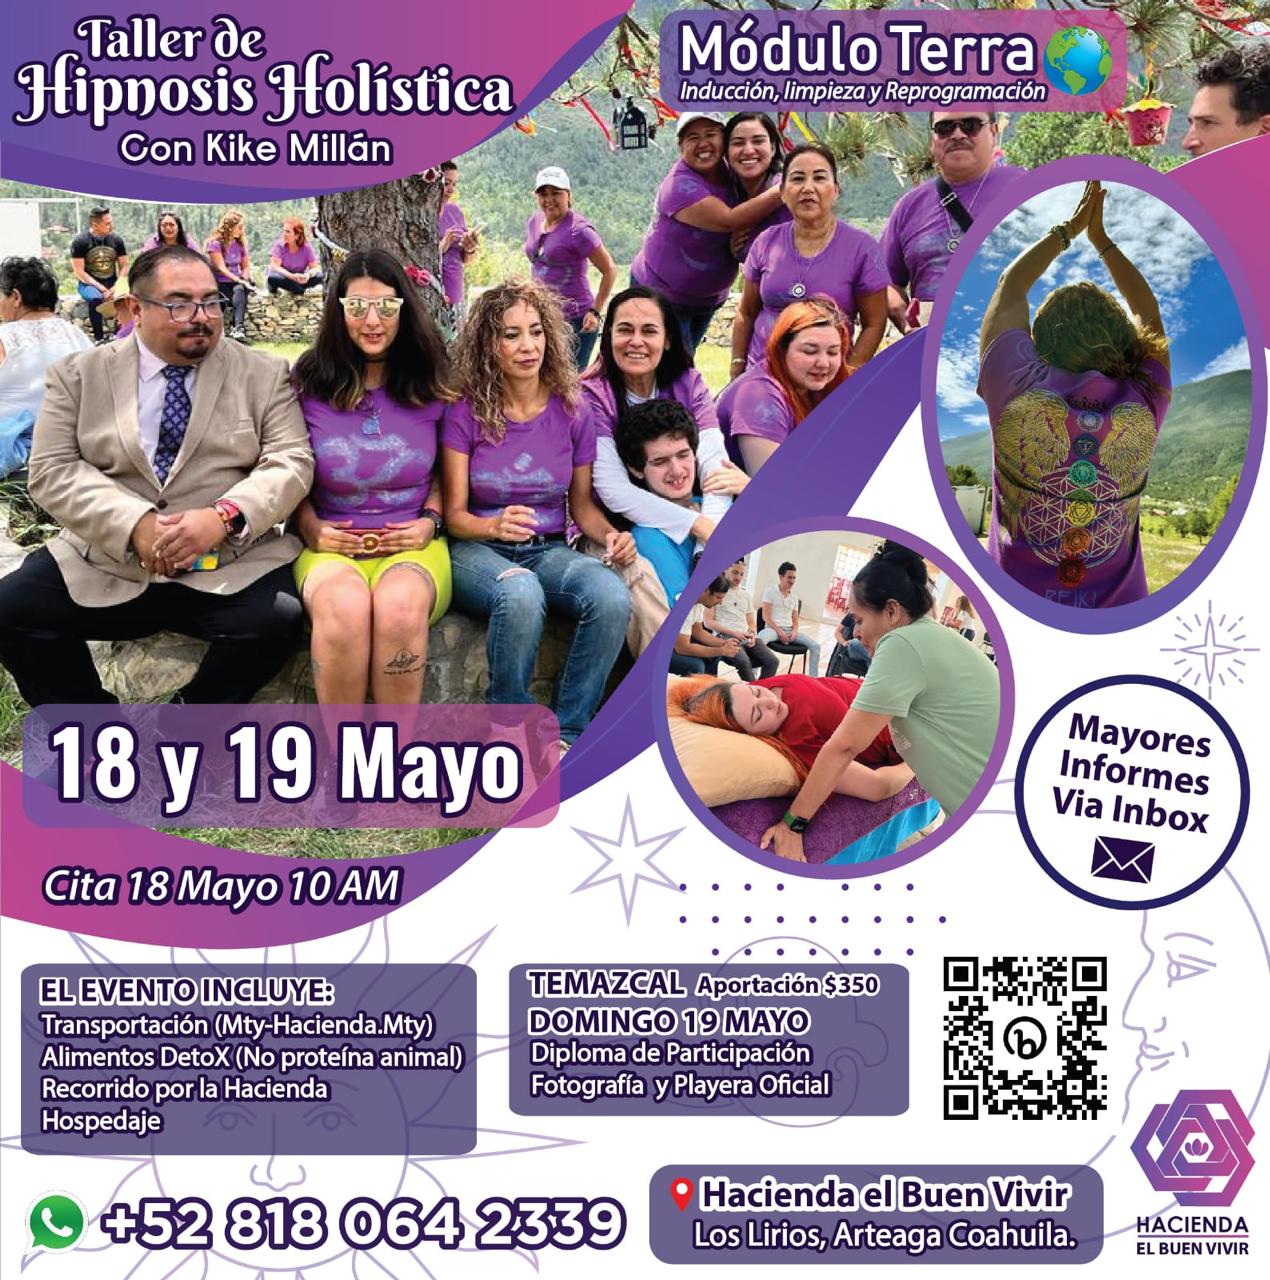 Taller de
Hipnosis Holística
Con Kike Millán
Módulo Terra
Inducción, limpieza y Reprogramación
REIKI
18 y 19 Mayo
Cita 18 Mayo 10 AM
Mayores
Informes
Via Inbox
EL EVENTO INCLUYE:
Transportación (Mty-Hacienda.Mty)
Alimentos DetoX (No proteína animal)
Recorrido por la Hacienda
Hospedaje
TEMAZCAL Aportación $350
DOMINGO 19 MAYO
Diploma de Participación
Fotografía y Playera Oficial
b
+52 818 064 2339
Hacienda el Buen Vivir
Los Lirios, Arteaga Coahuila.
HACIENDA
EL BUEN VIVIR